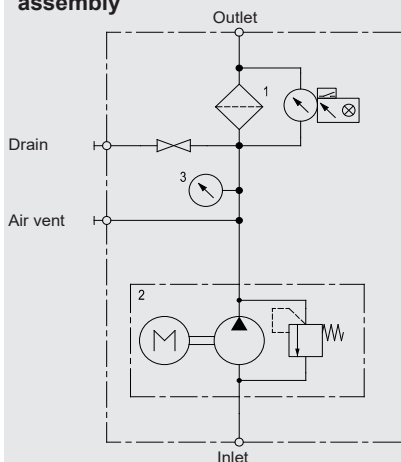 assembly
Outlet
1
Drain
3
Air vent
2
M
Inlet